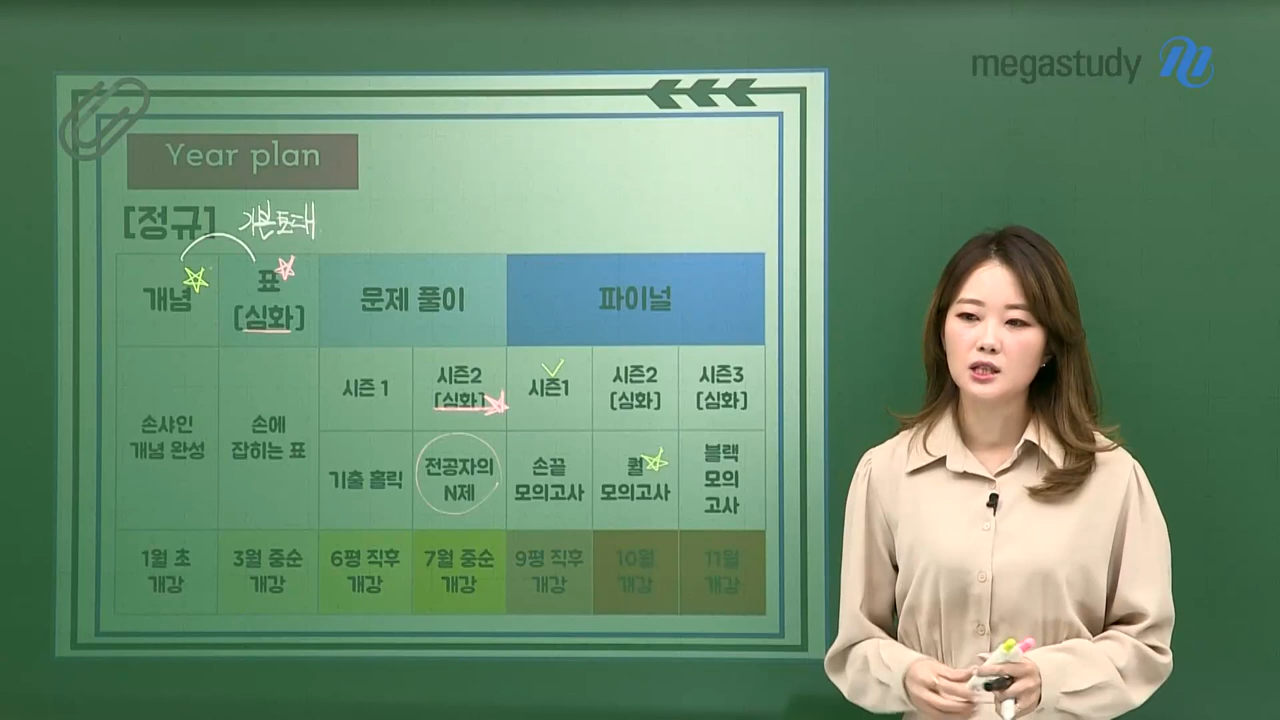 megastudy
Year plan
[정규]
기본토대
개념
표
[심화]
문제 풀이
파이널
시즌 1
시즌2
[심화]
시즌1
시즌2
[심화]
시즌3
[심화]
손샤인
개념 완성
손에
잡히는 표
기출 홀릭
전공자의
N제
손끝
모의고사
퀄
모의고사
블랙
모의
고사
1월 초
개강
3월 중순
개강
6평 직후
개강
7월 중순
개강
9평 직후
개강
10월
개강
11월
개강